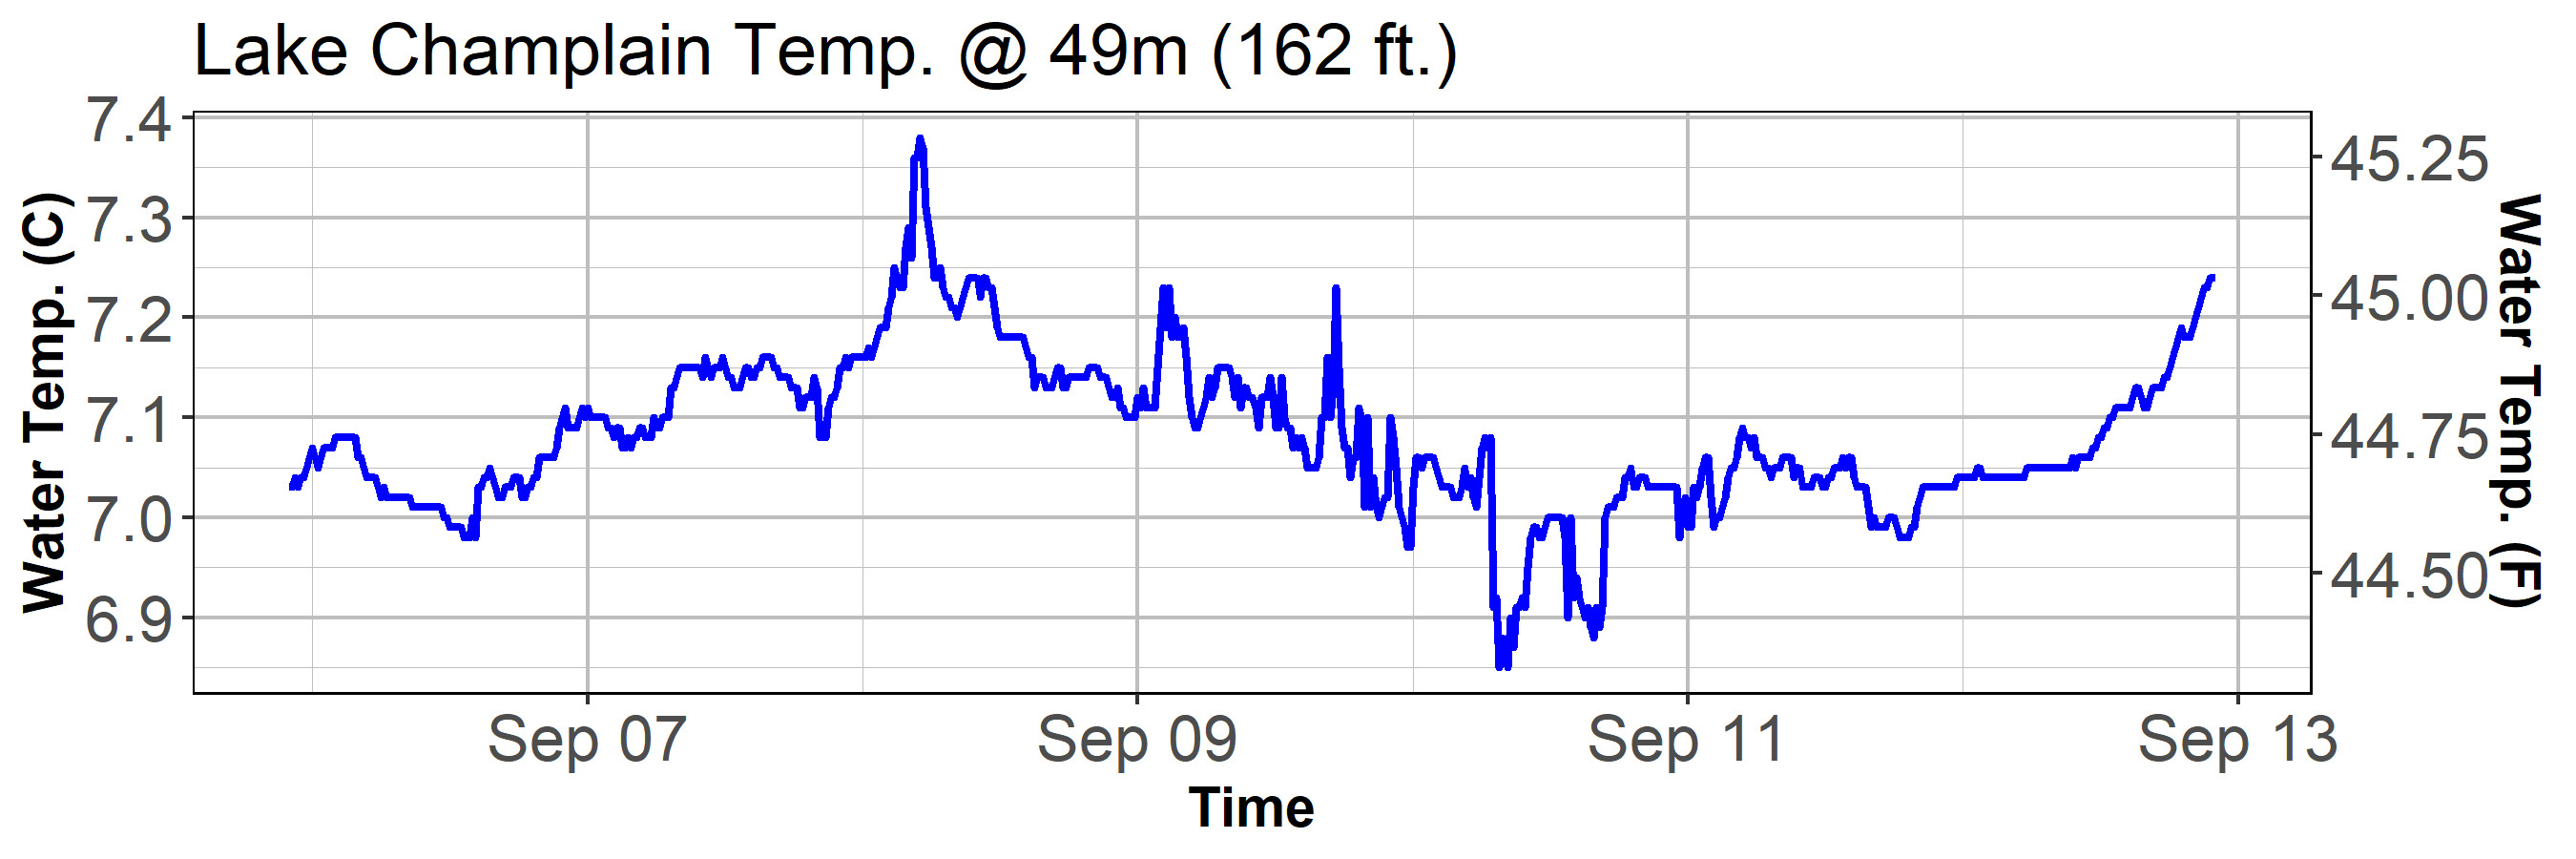 Lake Champlain Temp. @ 49m (162 ft.)
Water Temp. (C)
7.4
7.3
7.2
7.1
7.0
6.9
45.25
45.00
44.75
44.50
Water Temp. (F)
Sep 07 Sep 09 Sep 11 Sep 13
Time